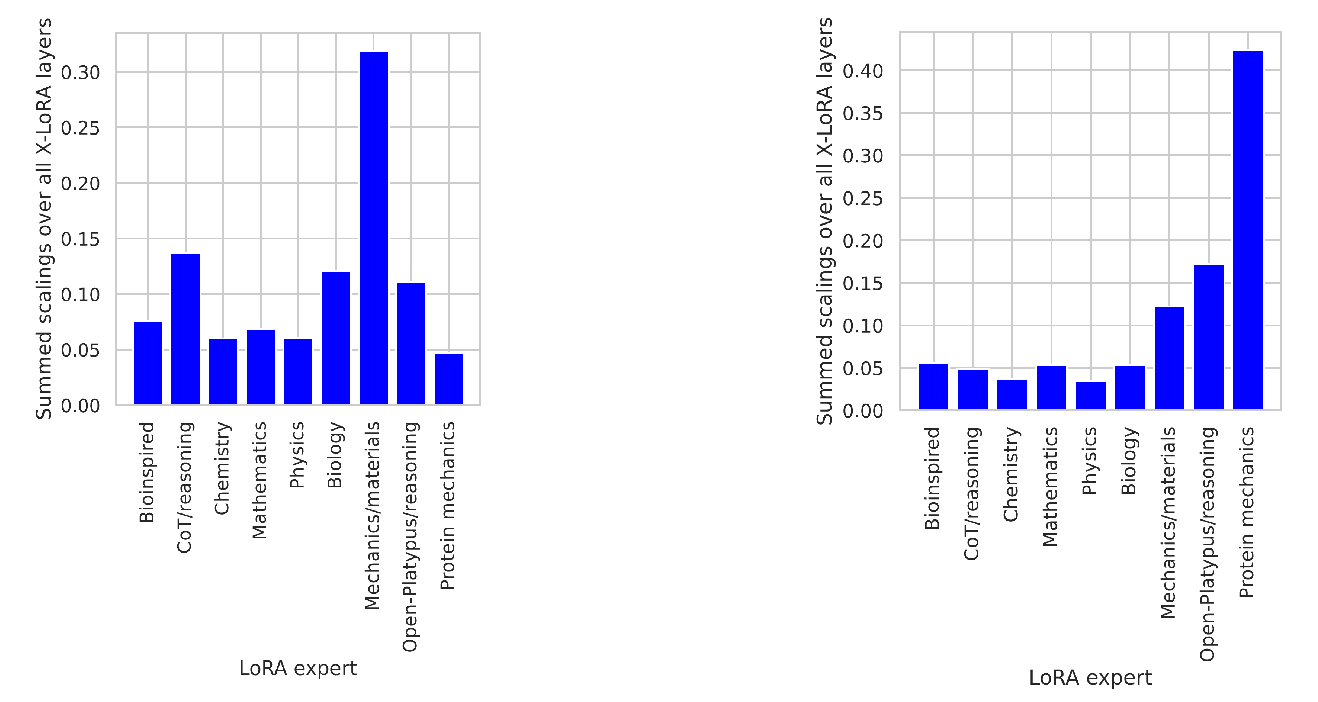 Summed scalings over all X-LoRA layers
0.30
0.25
0.20
0.15
0.10
0.05
0.00
Bioinspired
CoT/reasoning
Chemistry
Mathematics
Physics
Biology
Mechanics/materials
Open-Platypus/reasoning
Protein mechanics
LoRA expert
Summed scalings over all X-LoRA layers
0.40
0.35
0.30
0.25
0.20
0.15
0.10
0.05
0.00
Bioinspired
CoT/reasoning
Chemistry
Mathematics
Physics
Biology
Mechanics/materials
Open-Platypus/reasoning
Protein mechanics
LoRA expert